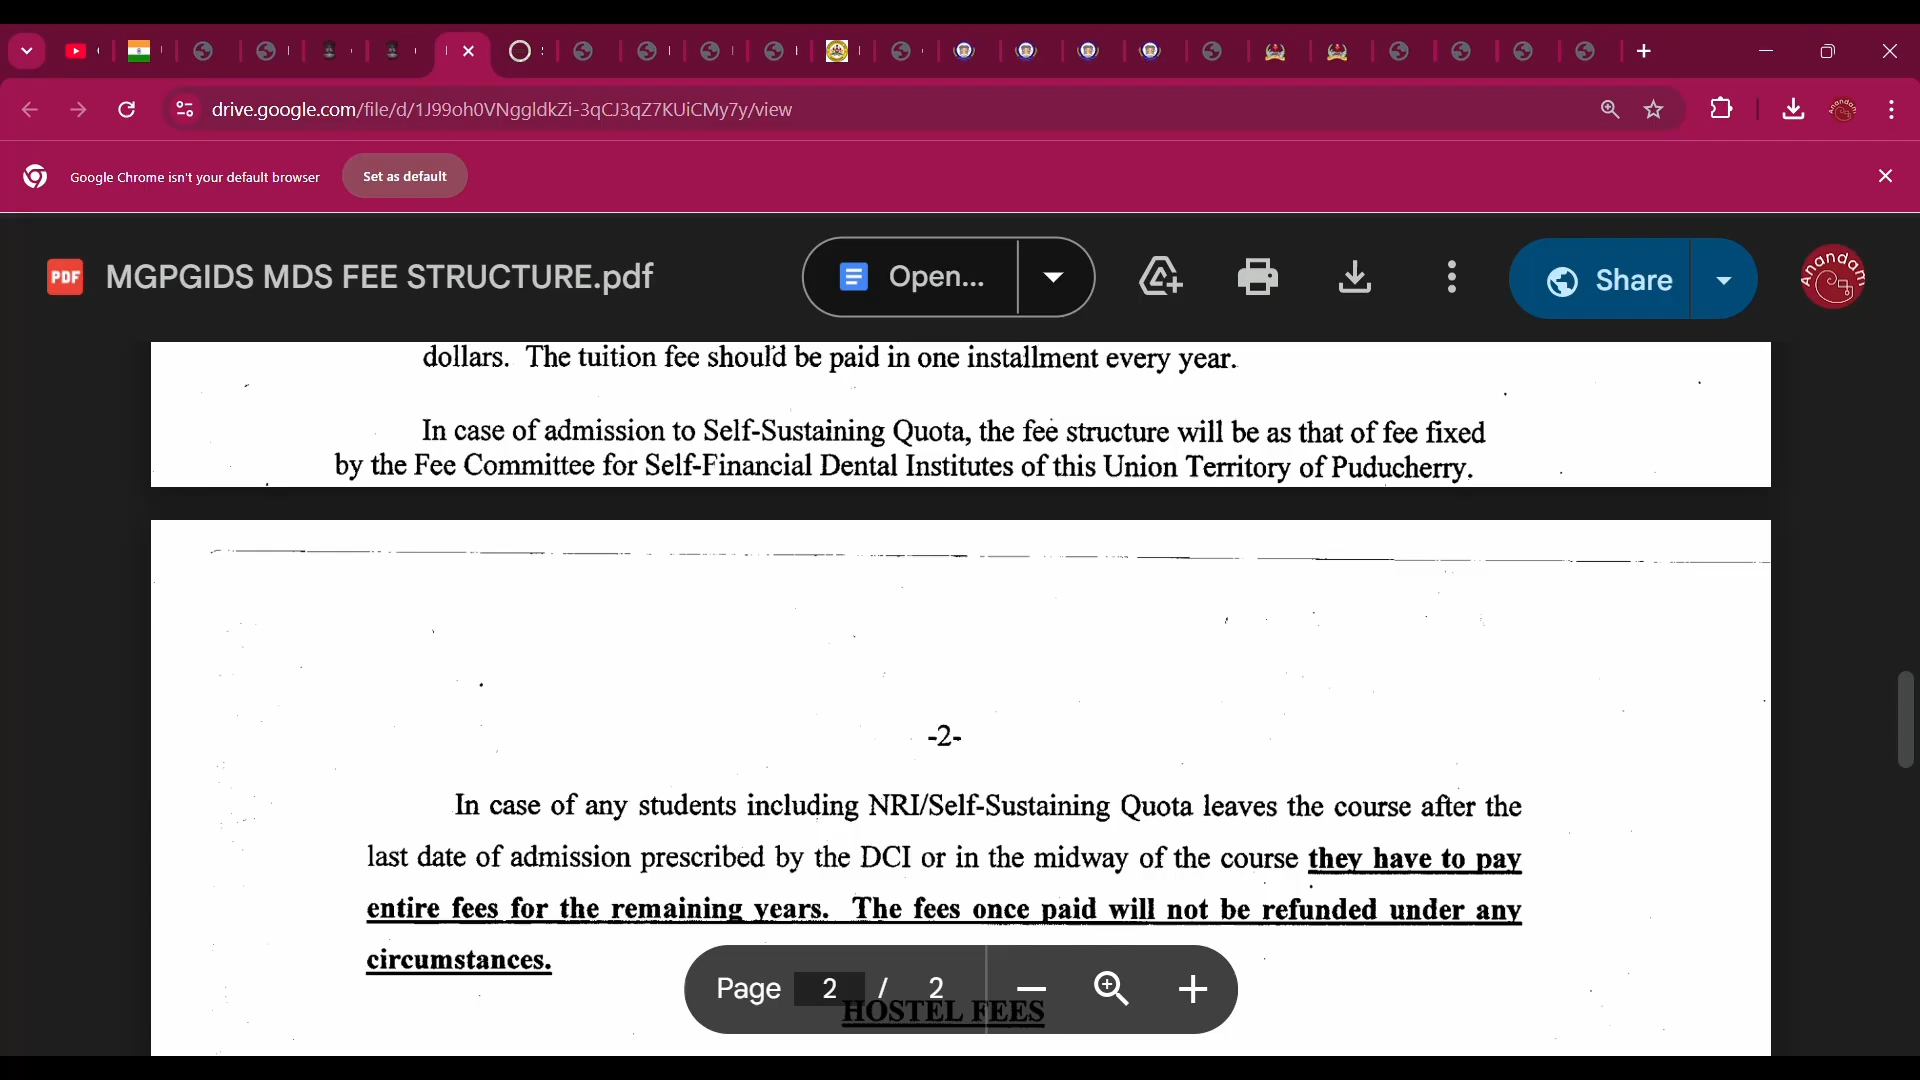 drive.google.com/file/d/1J99oh0VNggldkZi-3qCJ3qZ7KUiCMy7y/view
Google Chrome isn't your default browser
Set as default
PDF
MGPGIDS MDS FEE STRUCTURE.pdf
Open...
Share
Anandam
dollars. The tuition fee should be paid in one installment every year.
In case of admission to Self-Sustaining Quota, the fee structure will be as that of fee fixed
by the Fee Committee for Self-Financial Dental Institutes of this Union Territory of Puducherry.
-2-
In case of any students including NRI/Self-Sustaining Quota leaves the course after the
last date of admission prescribed by the DCI or in the midway of the course they have to pay
entire fees for the remaining years. The fees once paid will not be refunded under any
circumstances.
Page 2 / 2
HOSTEL FEES